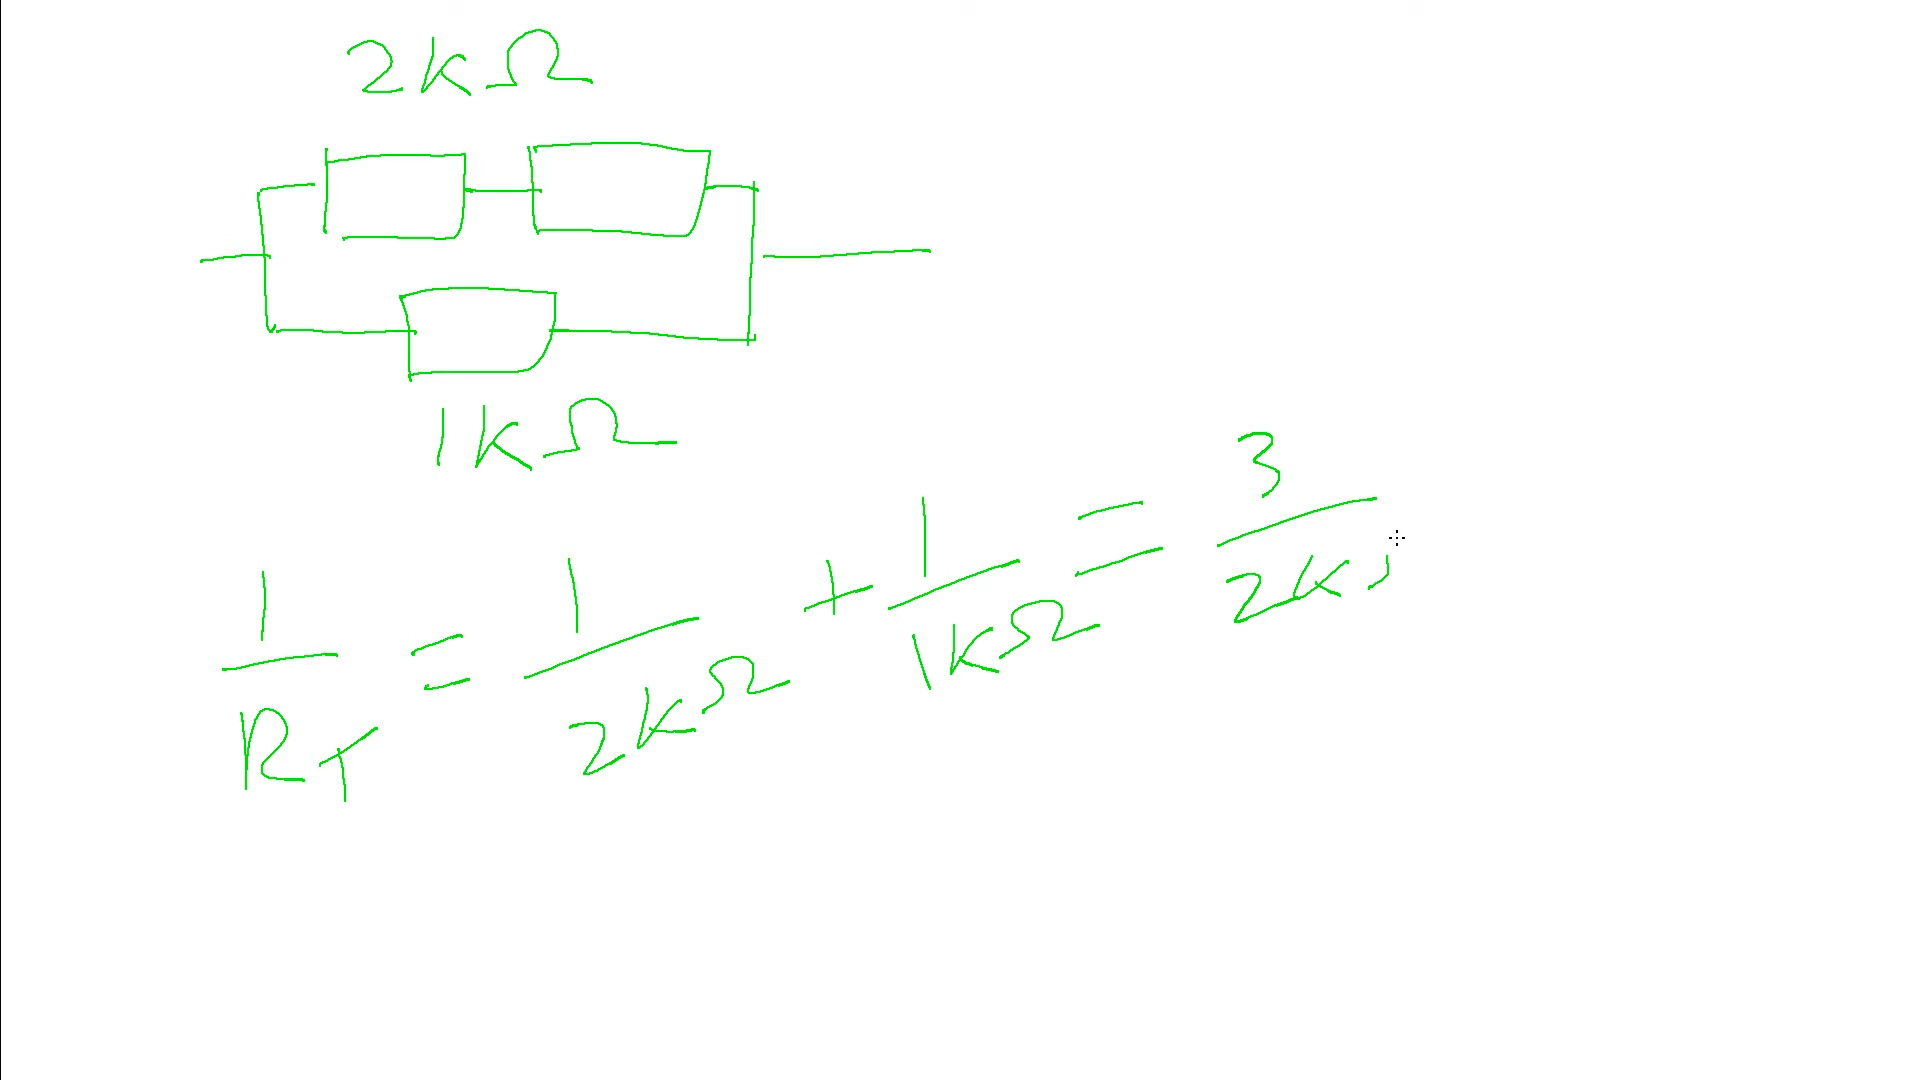 2kΩ
1kΩ
1/R_T = 1/2kΩ + 1/1kΩ = 3/2k